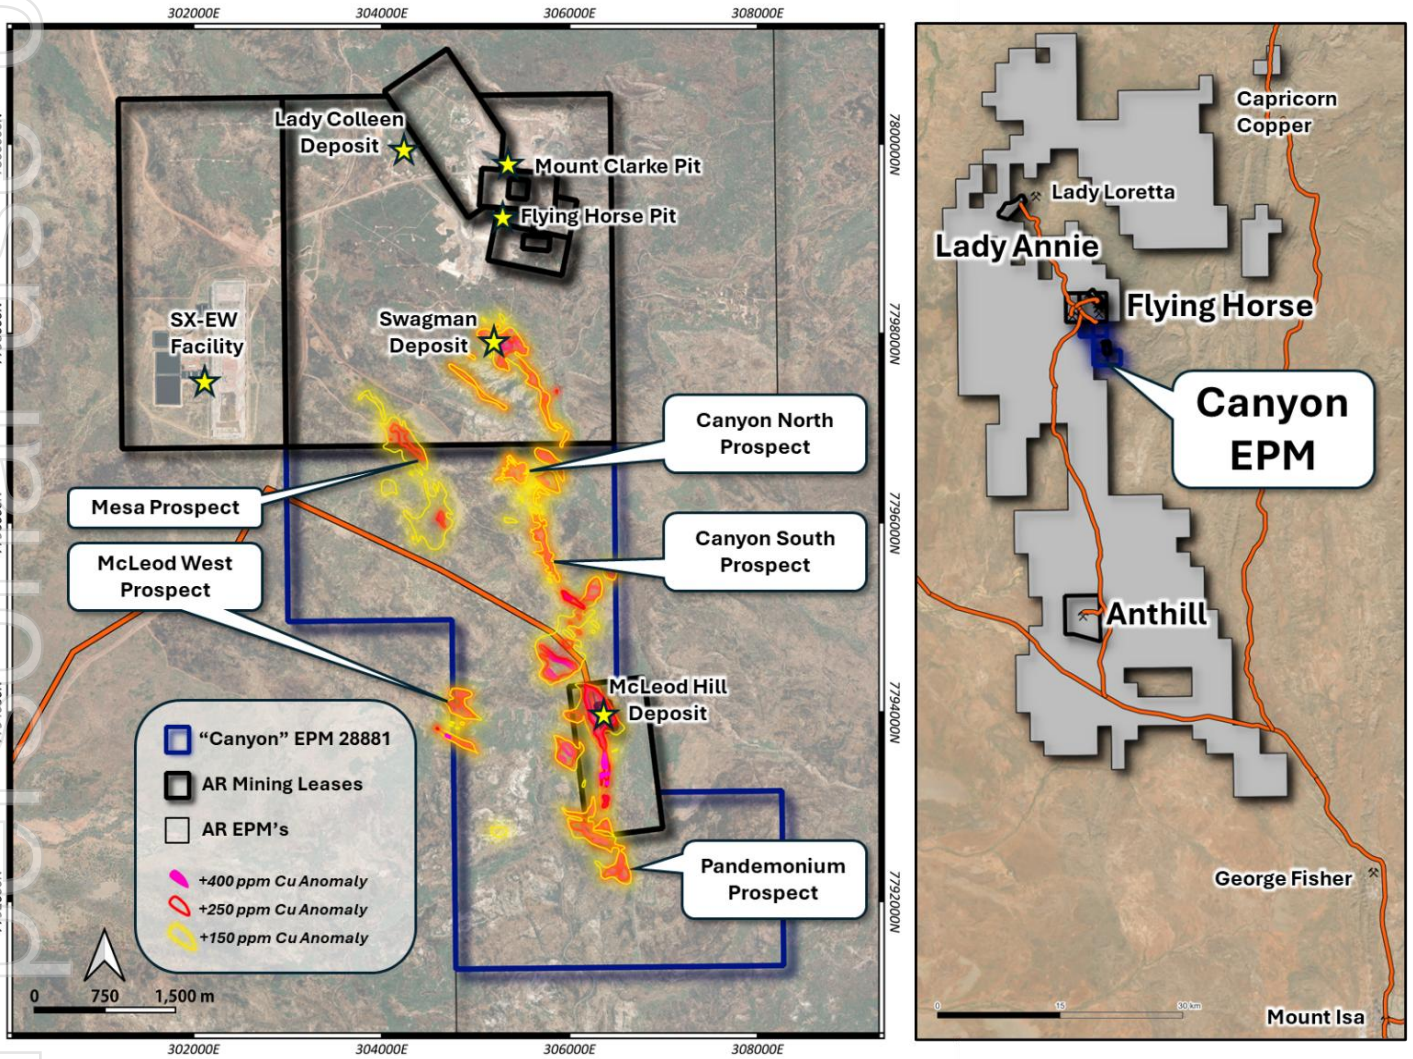 302000E
304000E
306000E
308000E
Lady Colleen
Deposit
Mount Clarke Pit
Flying Horse Pit
SX-EW
Facility
Swagman
Deposit
Canyon North
Prospect
Mesa Prospect
Canyon South
Prospect
McLeod West
Prospect
McLeod Hill
Deposit
Pandemonium
Prospect
"Canyon" EPM 28881
AR Mining Leases
AR EPM's
+400 ppm Cu Anomaly
+250 ppm Cu Anomaly
+150 ppm Cu Anomaly
0 750 1,500 m
302000E
304000E
306000E
308000E
7800000N
7798000N
7796000N
7794000N
7792000N
Capricorn
Copper
Lady Loretta
Lady Annie
Flying Horse
Canyon
EPM
Anthill
George Fisher
Mount Isa
0 15 30 km